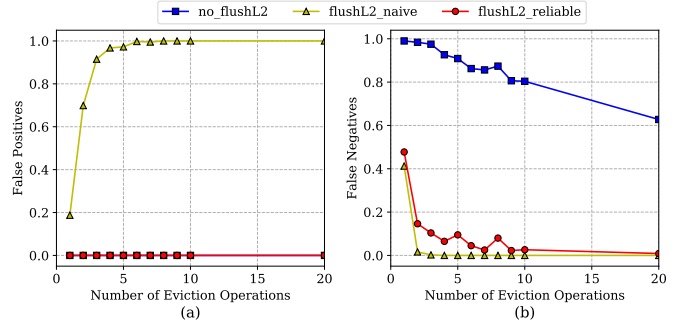 no_flushL2 flushL2_naive flushL2_reliable
1.0
0.8
0.6
0.4
0.2
0.0
False Positives
0 5 10 15 20
Number of Eviction Operations
(a)
1.0
0.8
0.6
0.4
0.2
0.0
False Negatives
0 5 10 15 20
Number of Eviction Operations
(b)